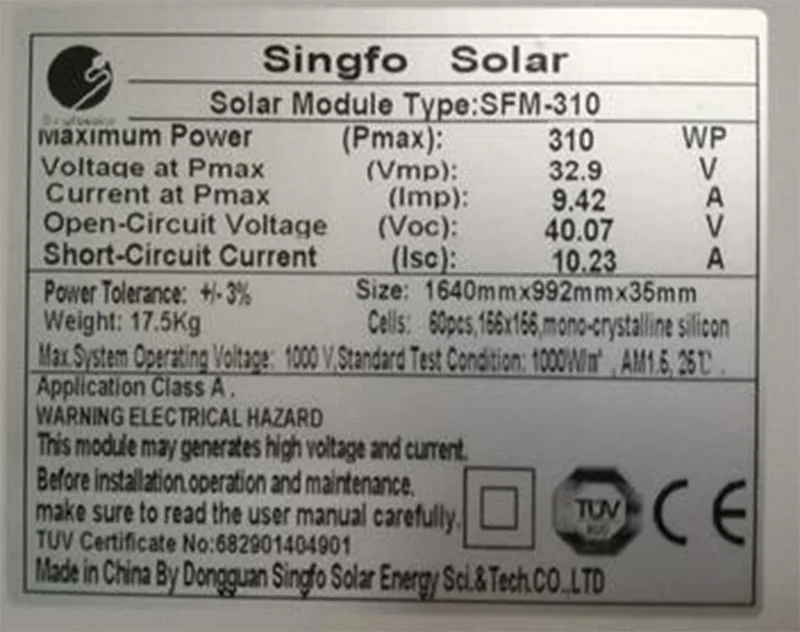 Singfo Solar
Solar Module Type:SFM-310
Maximum Power (Pmax): 310 WP
Voltage at Pmax (Vmp): 32.9 V
Current at Pmax (Imp): 9.42 A
Open-Circuit Voltage (Voc): 40.07 V
Short-Circuit Current (Isc): 10.23 A
Power Tolerance: +/- 3% Size: 1640mmx992mmx35mm
Weight: 17.5Kg Cells: 60pcs,156x156,mono-crystalline silicon
Max.System Operating Voltage: 1000 V,Standard Test Condition: 1000W/m², AM1.5, 25℃.
Application Class A.
WARNING ELECTRICAL HAZARD
This module may generates high voltage and current.
Before installation.operation and maintenance,
make sure to read the user manual carefully.
TUV Certificate No:682901404901
TUV
CE
Made in China By Dongguan Singfo Solar Energy Sci.&Tech.CO.,LTD